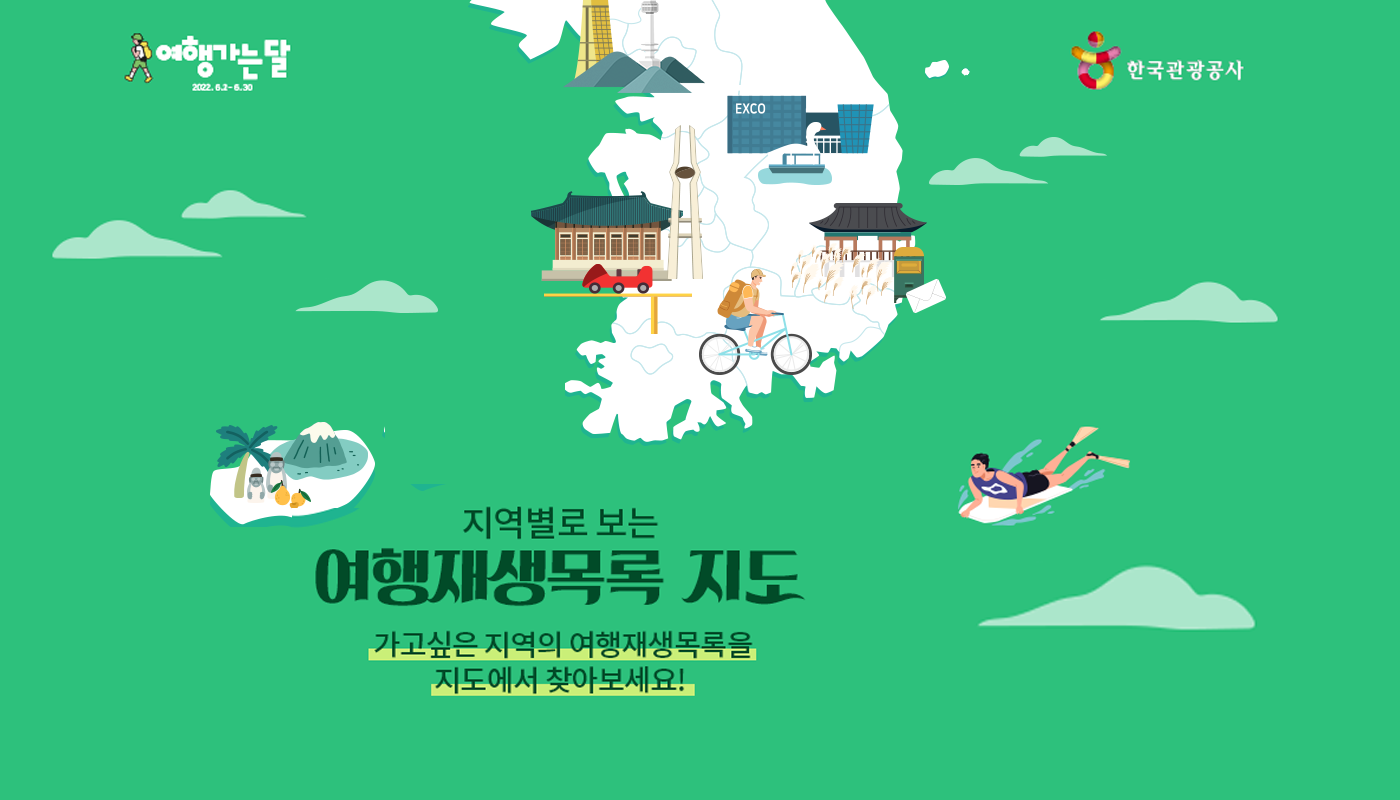 여행가는달
2022. 6.2-6.30
한국관광공사
EXCO
지역별로 보는
여행재생목록 지도
가고싶은 지역의 여행재생목록을
지도에서 찾아보세요!